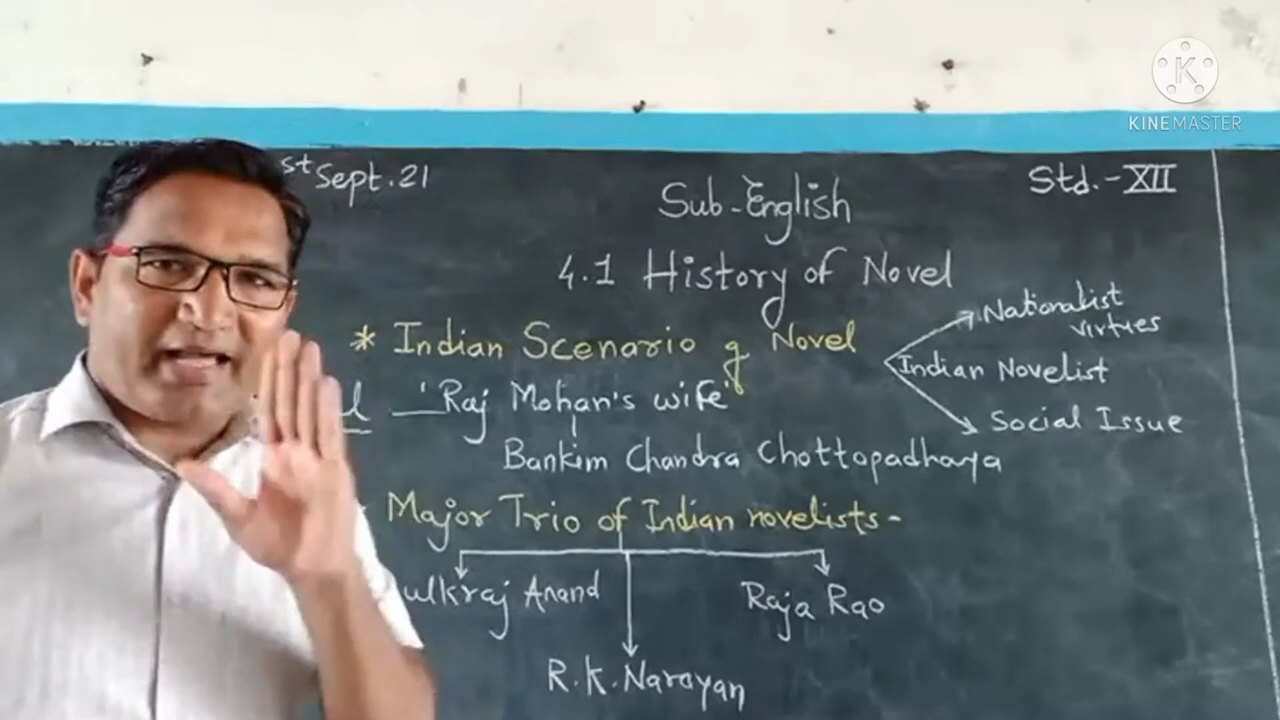 st Sept. 21
Std. - XII
Sub - English
4.1 History of Novel
* Indian Scenario of Novel
Nationalist
virtues
Indian Novelist
Social Issue
'Raj Mohan's wife'
Bankim Chandra Chottopadhaya
Major Trio of Indian novelists -
ulkraj Anand
Raja Rao
R.K. Narayan
KINEMASTER